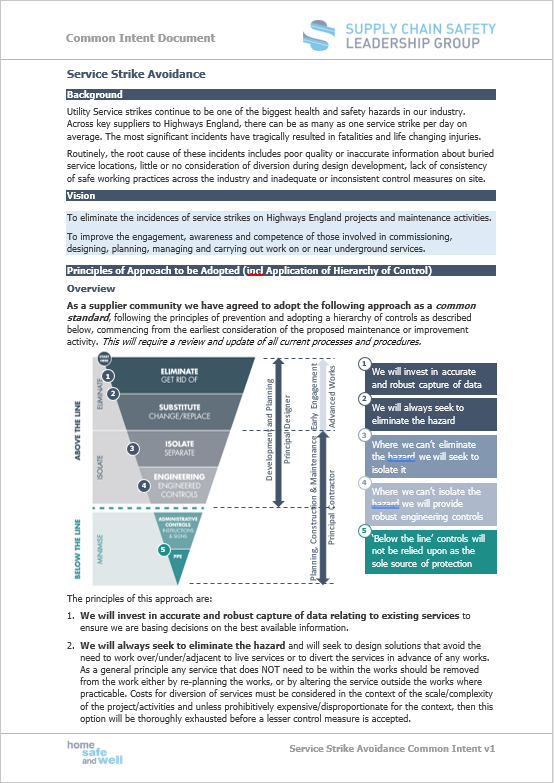 Common Intent Document
SUPPLY CHAIN SAFETY
LEADERSHIP GROUP
Service Strike Avoidance
Background
Utility Service strikes continue to be one of the biggest health and safety hazards in our industry.
Across key suppliers to Highways England, there can be as many as one service strike per day on
average. The most significant incidents have tragically resulted in fatalities and life changing injuries.
Routinely, the root cause of these incidents includes poor quality or inaccurate information about buried
service locations, little or no consideration of diversion during design development, lack of consistency
of safe working practices across the industry and inadequate or inconsistent control measures on site.
Vision
To eliminate the incidences of service strikes on Highways England projects and maintenance activities.
To improve the engagement, awareness and competence of those involved in commissioning,
designing, planning, managing and carrying out work on or near underground services.
Principles of Approach to be Adopted (incl Application of Hierarchy of Control)
Overview
As a supplier community we have agreed to adopt the following approach as a common
standard, following the principles of prevention and adopting a hierarchy of controls as described
below, commencing from the earliest consideration of the proposed maintenance or improvement
activity. This will require a review and update of all current processes and procedures.
START
HERE
ABOVE THE LINE
BELOW THE LINE
ELIMINATE
ISOLATE
MINIMISE
1
2
3
4
5
ELIMINATE
GET RID OF
SUBSTITUTE
CHANGE/REPLACE
ISOLATE
SEPARATE
ENGINEERING
ENGINEERED
CONTROLS
ADMINISTRATIVE
CONTROLS
INSTRUCTIONS
& SIGNS
PPE
Development and Planning
Principal Designer
Early Engagement
Advanced Works
Planning, Construction & Maintenance
Principal Contractor
1
We will invest in accurate
and robust capture of data
2
We will always seek to
eliminate the hazard
3
Where we can't eliminate
the hazard we will seek to
isolate it
4
Where we can't isolate the
hazard we will provide
robust engineering controls
5
'Below the line' controls will
not be relied upon as the
sole source of protection
The principles of this approach are:
1. We will invest in accurate and robust capture of data relating to existing services to
ensure we are basing decisions on the best available information.
2. We will always seek to eliminate the hazard and will seek to design solutions that avoid the
need to work over/under/adjacent to live services or to divert the services in advance of any works.
As a general principle any service that does NOT need to be within the works should be removed
from the work either by re-planning the works, or by altering the service outside the works where
practicable. Costs for diversion of services must be considered in the context of the scale/complexity
of the project/activities and unless prohibitively expensive/disproportionate for the context, then this
option will be thoroughly exhausted before a lesser control measure is accepted.
home
safe
and well
Service Strike Avoidance Common Intent v1